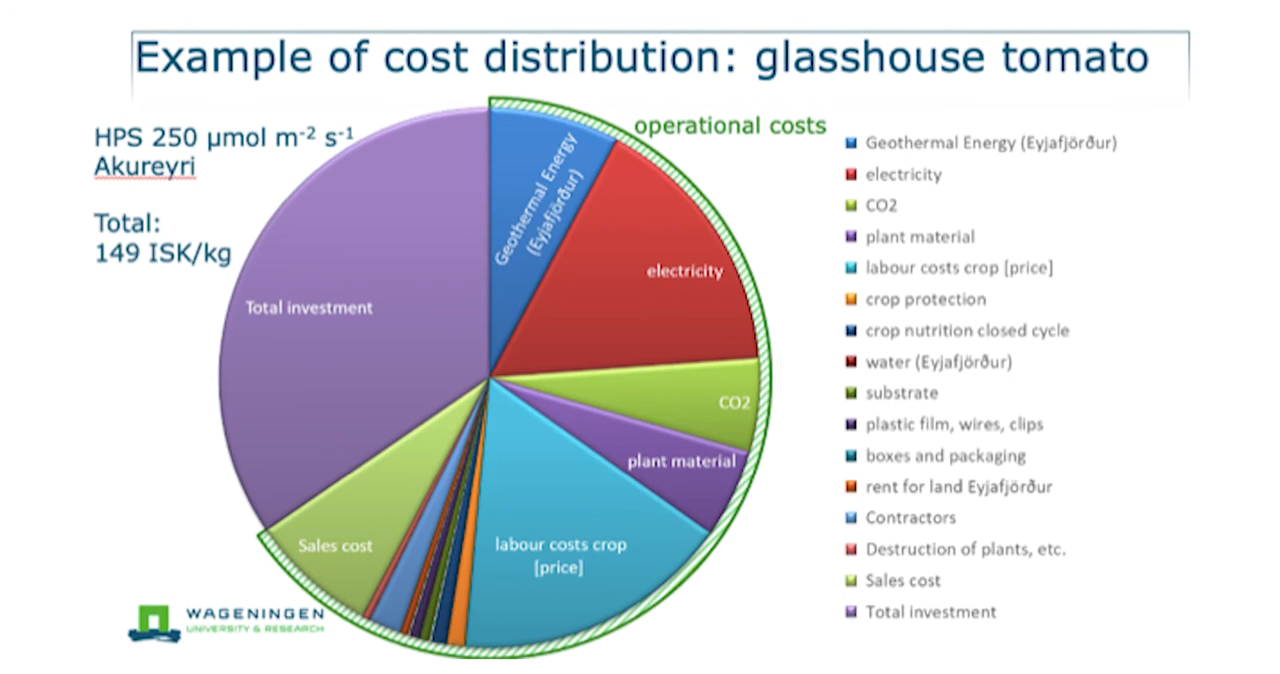 Example of cost distribution: glasshouse tomato
HPS 250 µmol m-2 s-1
Akureyri
Total:
149 ISK/kg
operational costs
Geothermal Energy
(Eyjafjörður)
electricity
CO2
plant material
labour costs crop
[price]
Sales cost
Total investment
Geothermal Energy (Eyjafjörður)
electricity
CO2
plant material
labour costs crop [price]
crop protection
crop nutrition closed cycle
water (Eyjafjörður)
substrate
plastic film, wires, clips
boxes and packaging
rent for land Eyjafjörður
Contractors
Destruction of plants, etc.
Sales cost
Total investment
WAGENINGEN
UNIVERSITY & RESEARCH